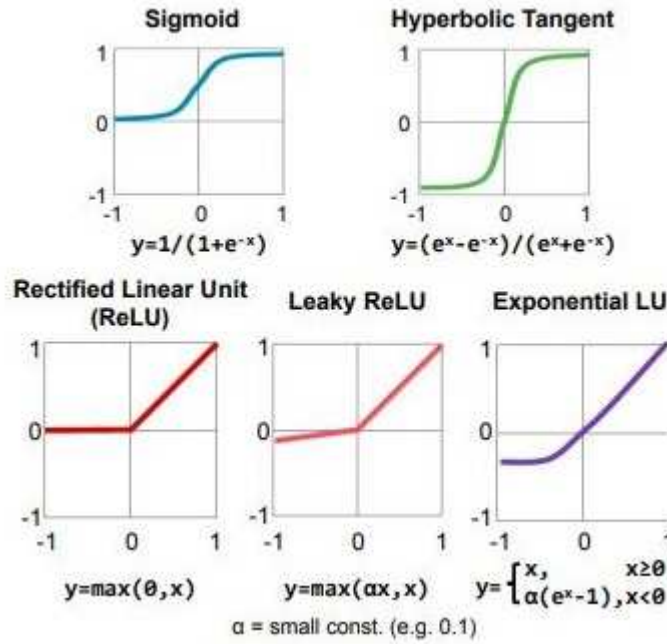 Sigmoid
Hyperbolic Tangent
1
0
-1
-1 0 1
y=1/(1+e⁻ˣ)
1
0
-1
-1 0 1
y=(eˣ-e⁻ˣ)/(eˣ+e⁻ˣ)
Rectified Linear Unit
(ReLU)
Leaky ReLU
Exponential LU
1
0
-1
-1 0 1
y=max(0,x)
1
0
-1
-1 0 1
y=max(αx,x)
1
0
-1
-1 0 1
y={x, x≥0
α(eˣ-1),x<0
α = small const. (e.g. 0.1)